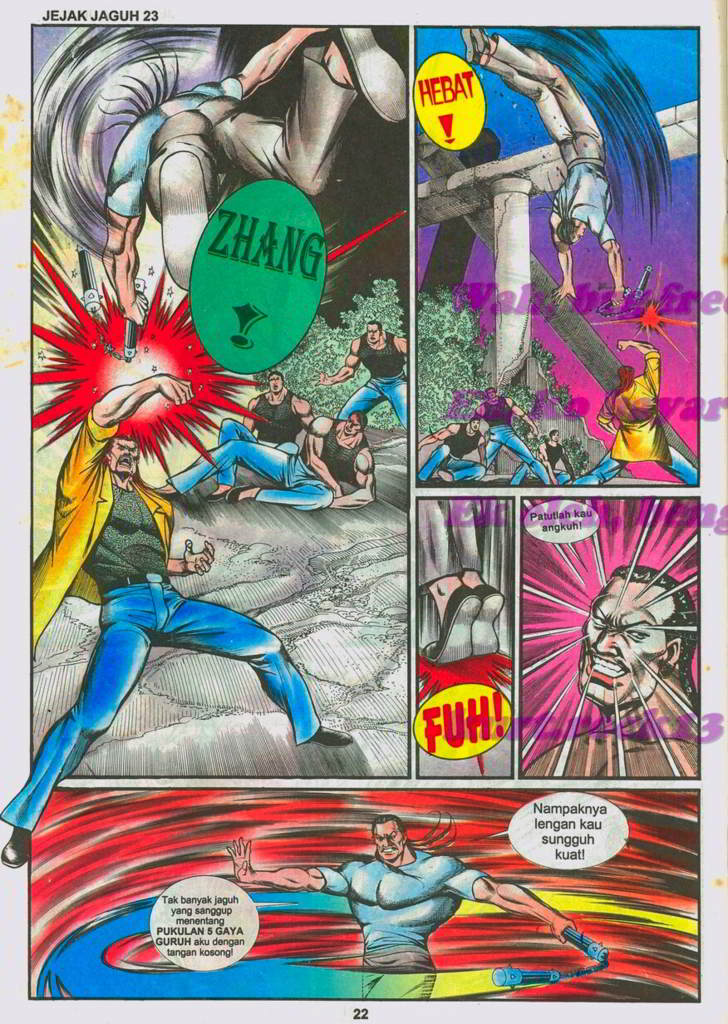 JEJAK JAGUH 23
ZHANG
!
HEBAT
!
Patutlah kau
angkuh!
FUH!
Nampaknya
lengan kau
sungguh
kuat!
Tak banyak jaguh
yang sanggup
menentang
PUKULAN 5 GAYA
GURUH aku dengan
tangan kosong!
22